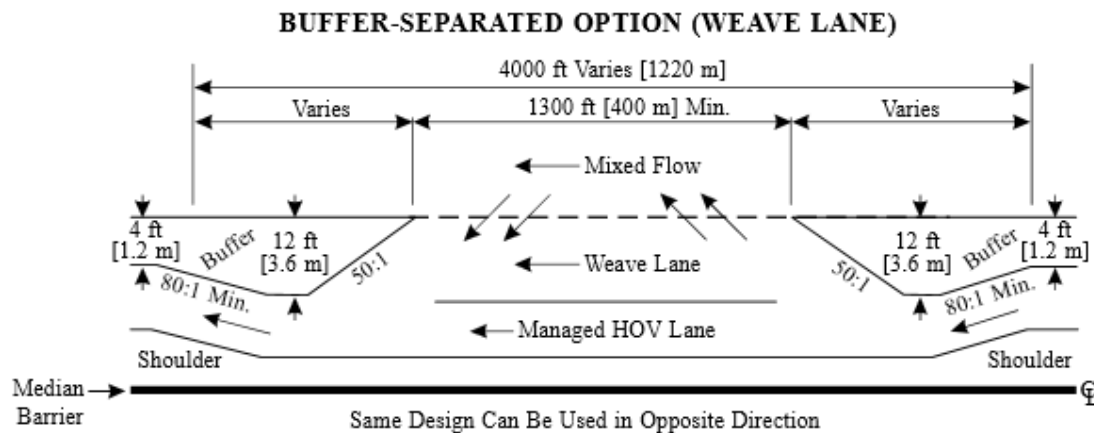 BUFFER-SEPARATED OPTION (WEAVE LANE)
4000 ft Varies [1220 m]
Varies
1300 ft [400 m] Min.
Varies
Mixed Flow
4 ft
[1.2 m]
Buffer
12 ft
[3.6 m]
50:1
80:1 Min.
Weave Lane
50:1
12 ft
[3.6 m]
Buffer
4 ft
[1.2 m]
80:1 Min.
Managed HOV Lane
Shoulder
Shoulder
Median
Barrier
℄
Same Design Can Be Used in Opposite Direction